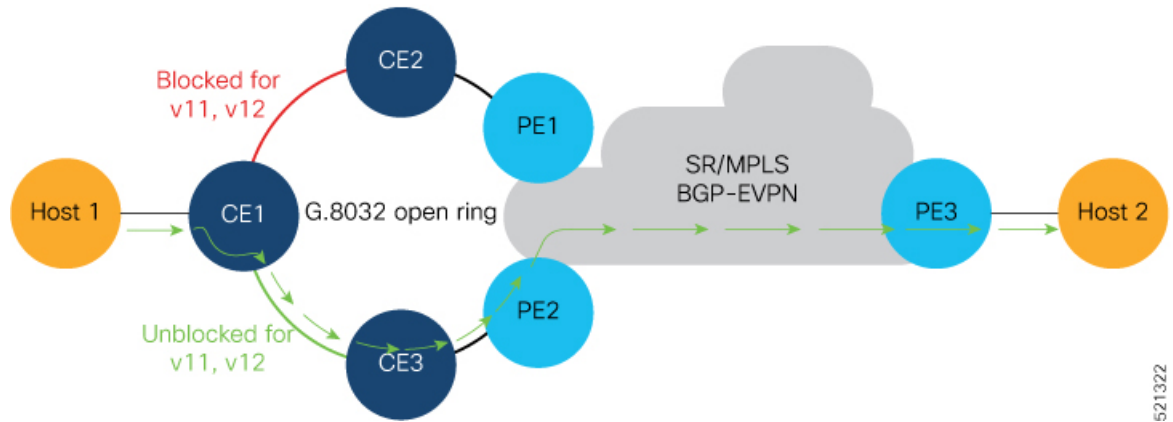 CE2
Blocked for
v11, v12
PE1
SR/MPLS
BGP-EVPN
Host 1
CE1
G.8032 open ring
PE3
Host 2
PE2
Unblocked for
v11, v12
CE3
521322